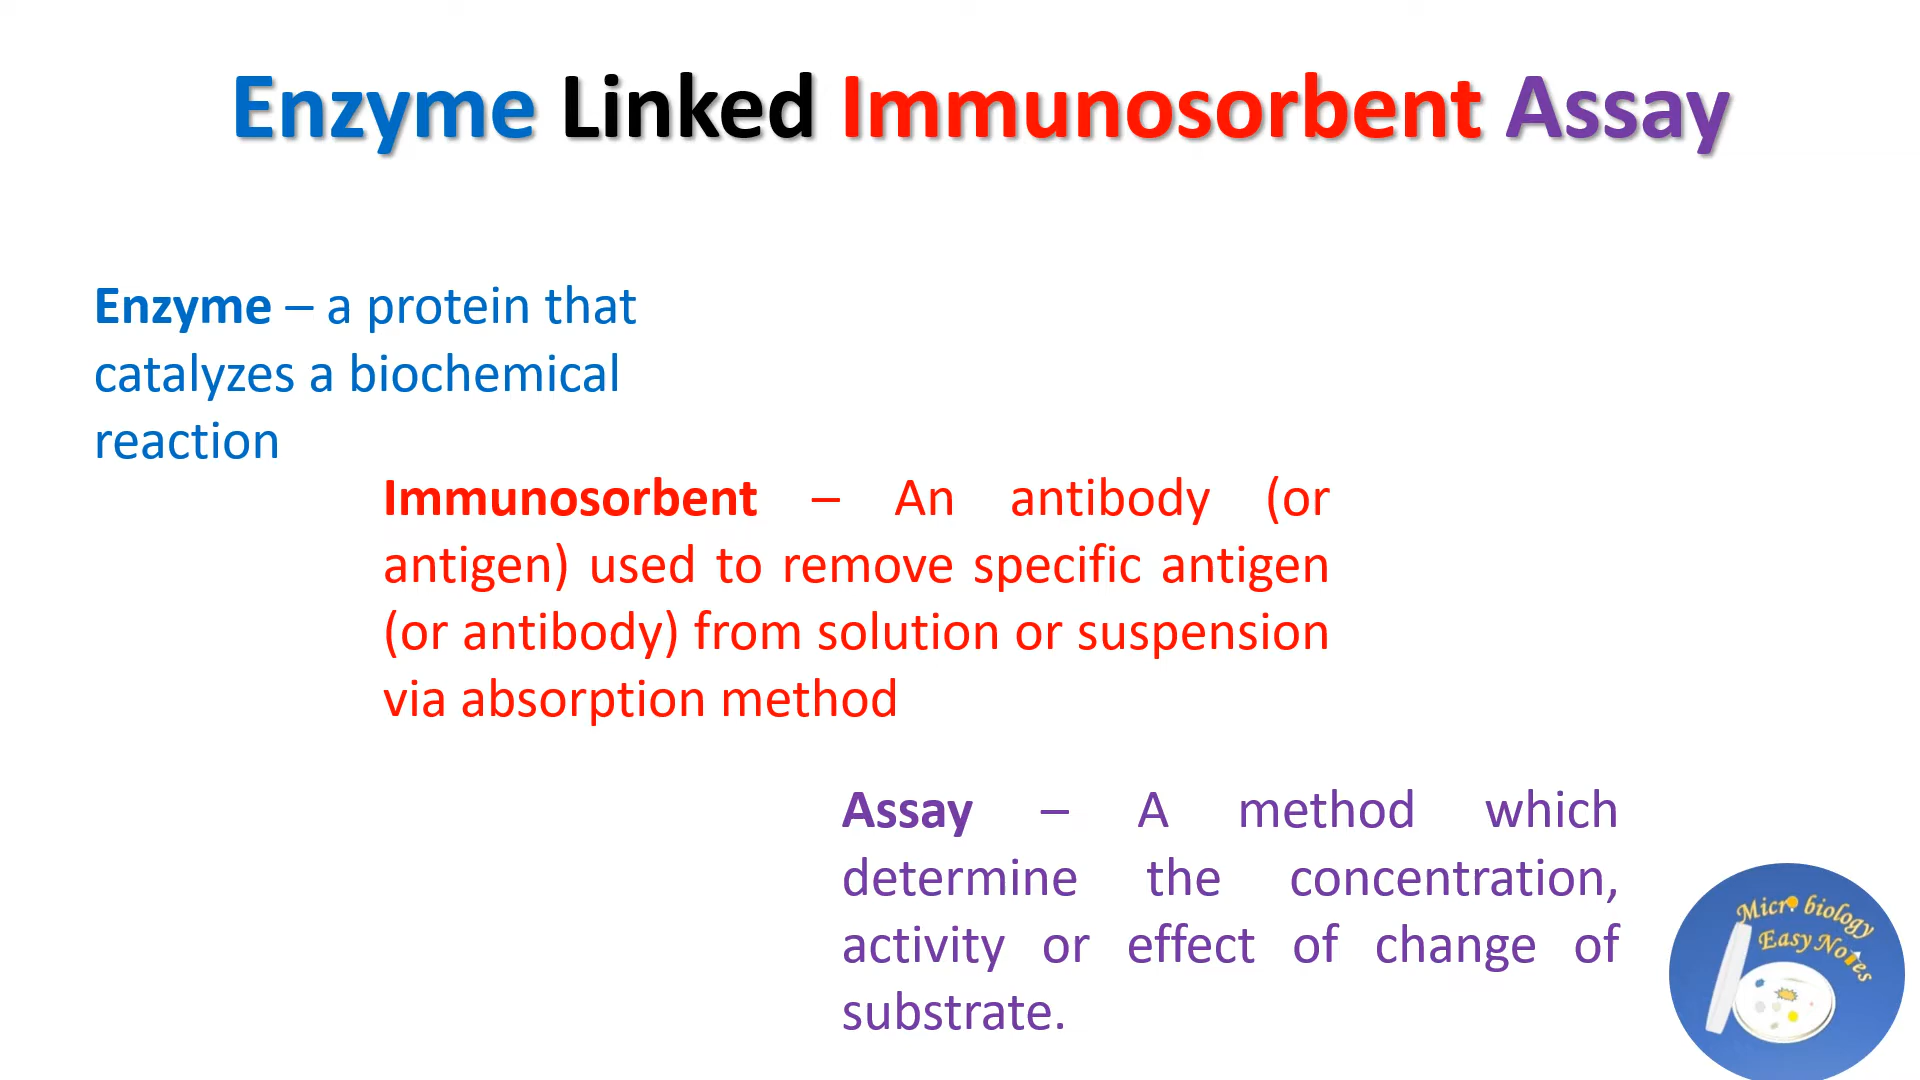 Enzyme Linked Immunosorbent Assay
Enzyme – a protein that
catalyzes a biochemical
reaction
Immunosorbent – An antibody (or
antigen) used to remove specific antigen
(or antibody) from solution or suspension
via absorption method
Assay – A method which
determine the concentration,
activity or effect of change of
substrate.
Microbiology
Easy Notes